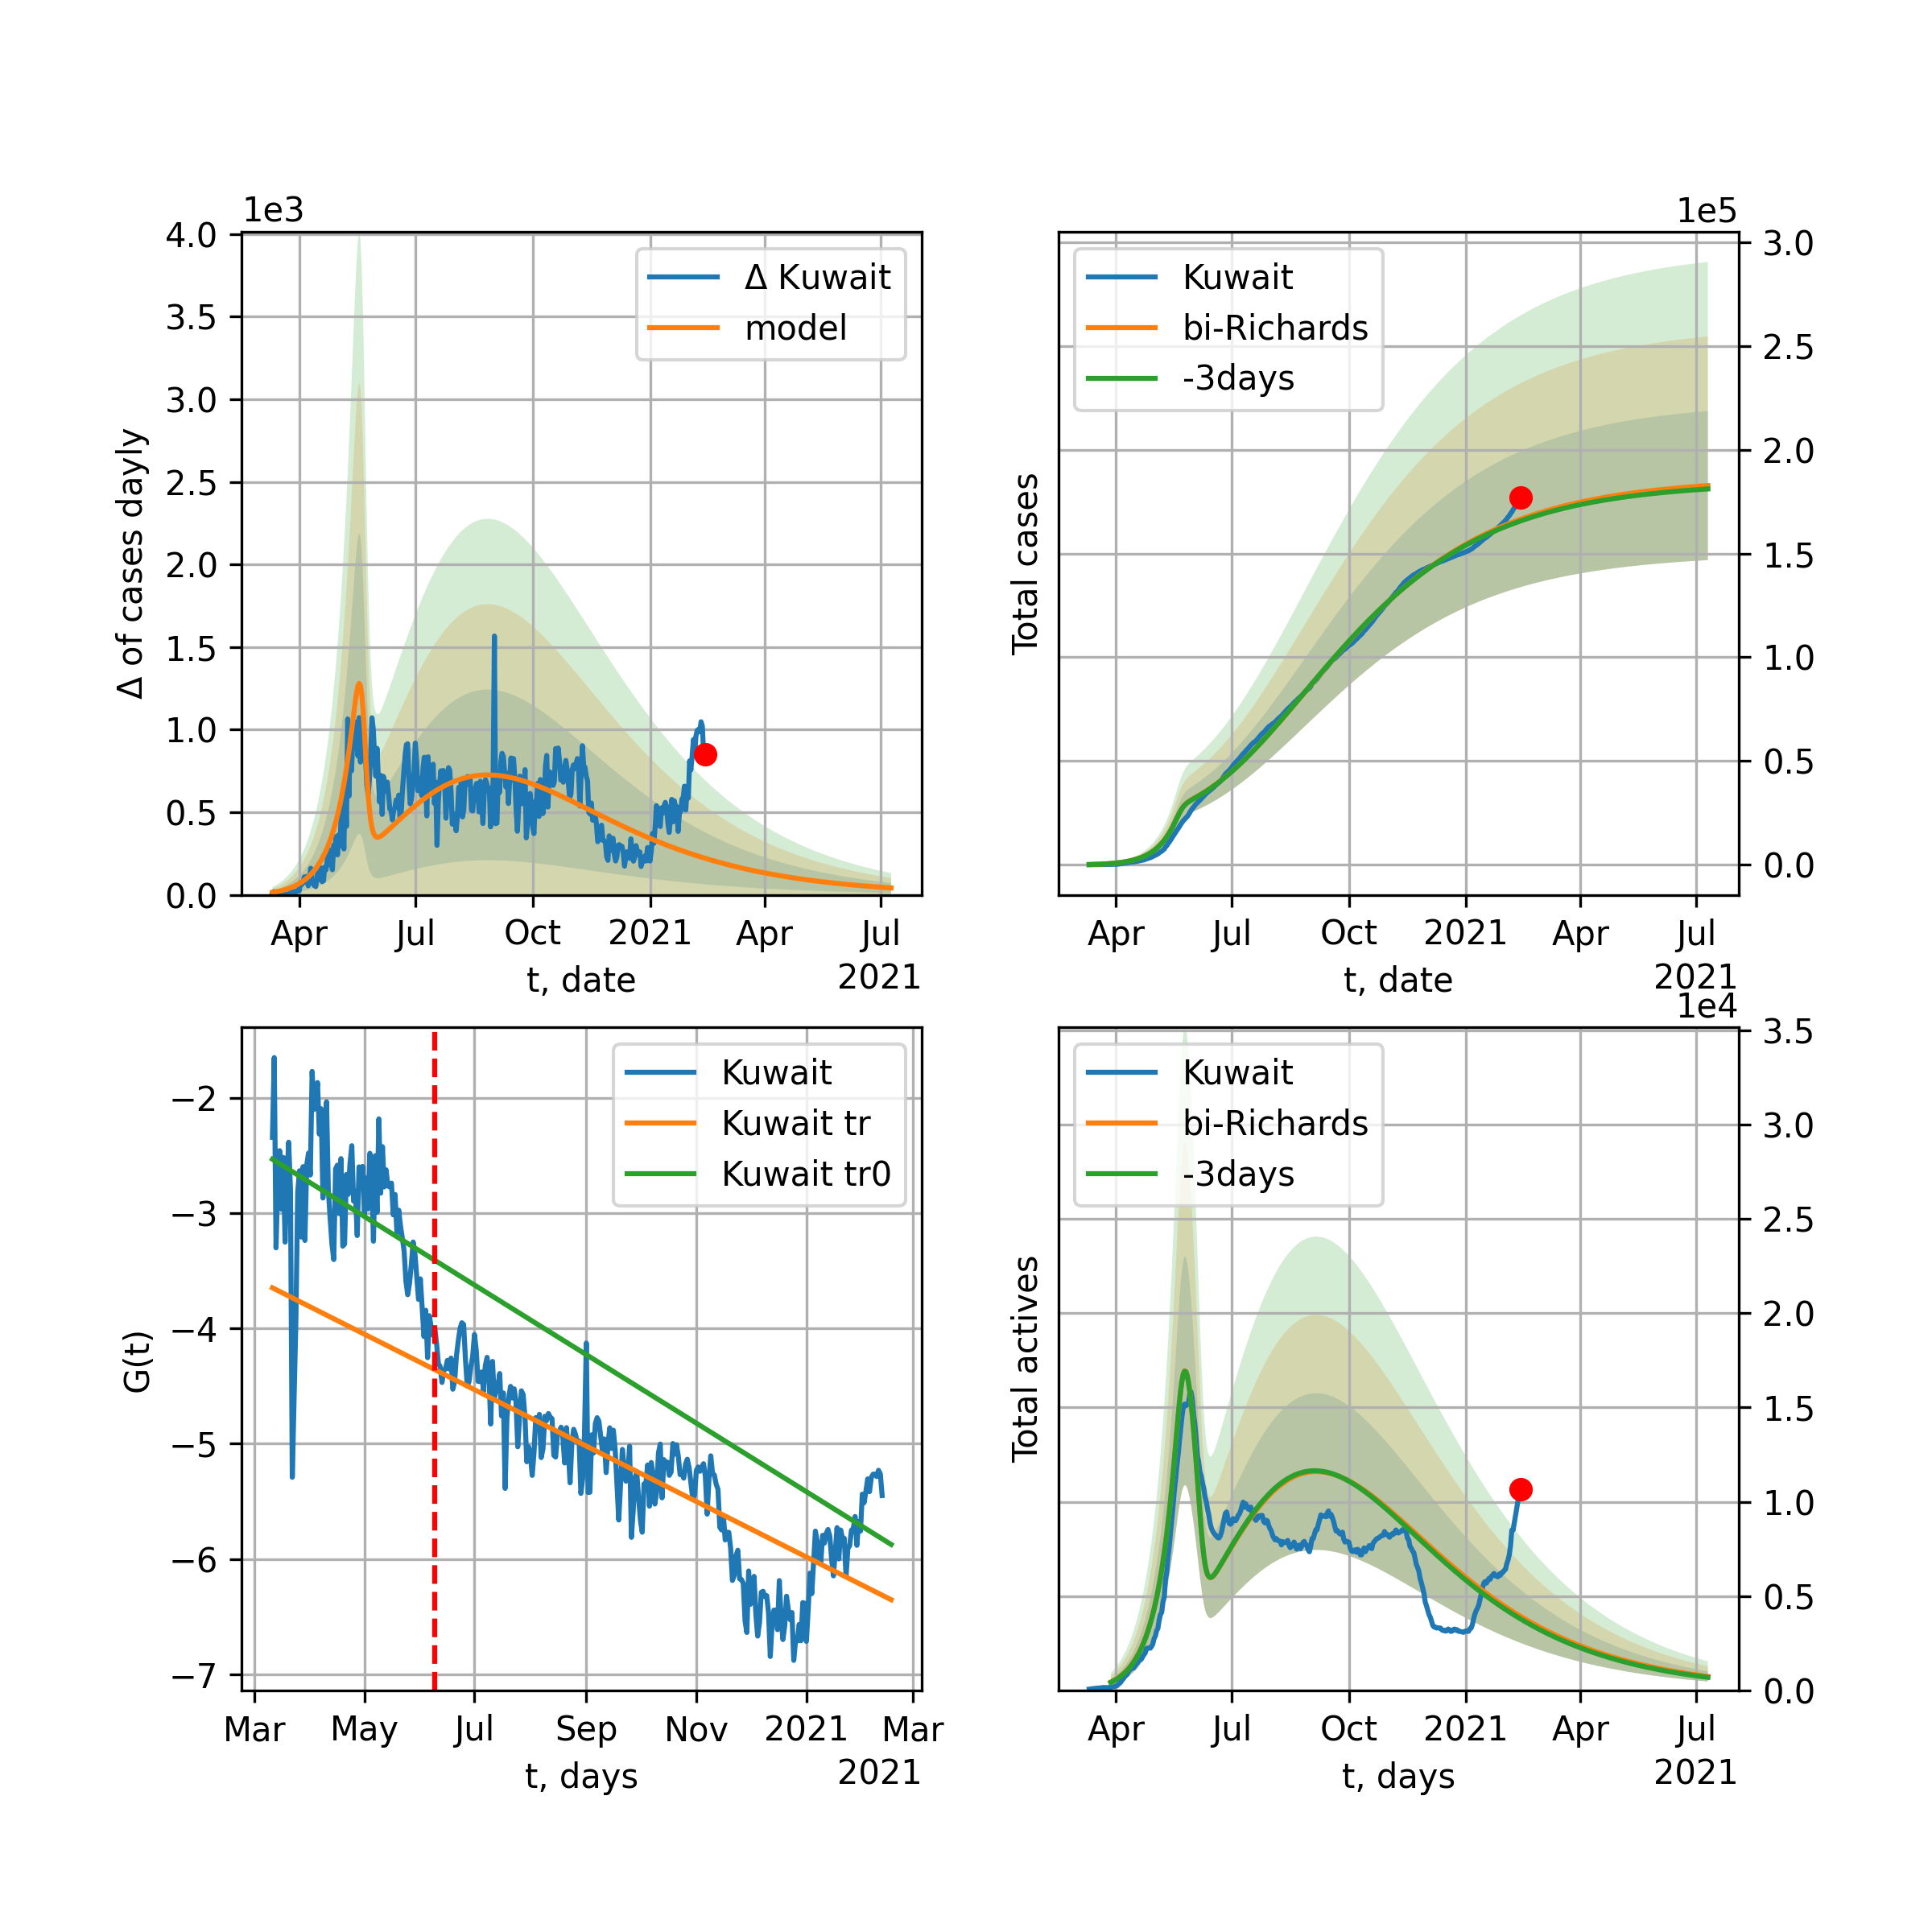 1e3
4.0
3.5
3.0
2.5
2.0
1.5
1.0
0.5
0.0
Δ of cases dayly
Δ Kuwait
model
Apr Jul Oct 2021 Apr Jul
t, date 2021
1e5
3.0
2.5
2.0
1.5
1.0
0.5
0.0
Total cases
Kuwait
bi-Richards
-3days
Apr Jul Oct 2021 Apr Jul
t, date 2021
−2
−3
−4
−5
−6
−7
G(t)
Kuwait
Kuwait tr
Kuwait tr0
Mar May Jul Sep Nov 2021 Mar
t, days 2021
1e4
3.5
3.0
2.5
2.0
1.5
1.0
0.5
0.0
Total actives
Kuwait
bi-Richards
-3days
Apr Jul Oct 2021 Apr Jul
t, days 2021